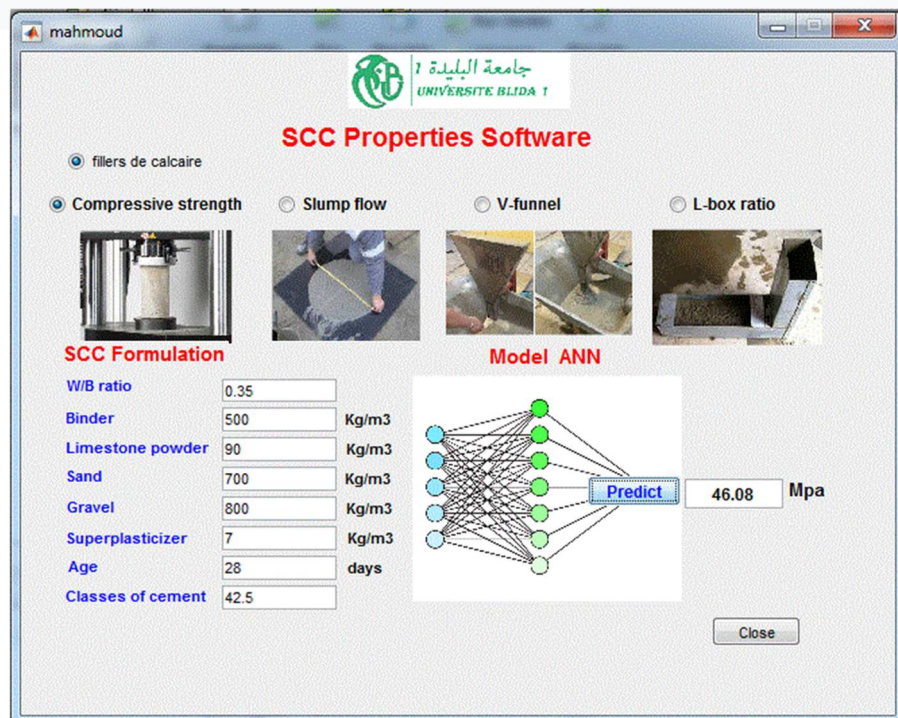 mahmoud
جامعة البليدة 1
UNIVERSITE BLIDA 1
SCC Properties Software
fillers de calcaire
Compressive strength Slump flow V-funnel L-box ratio
SCC Formulation Model ANN
W/B ratio 0.35
Binder 500 Kg/m3
Limestone powder 90 Kg/m3
Sand 700 Kg/m3
Gravel 800 Kg/m3
Superplasticizer 7 Kg/m3
Age 28 days
Classes of cement 42.5
Predict 46.08 Mpa
Close